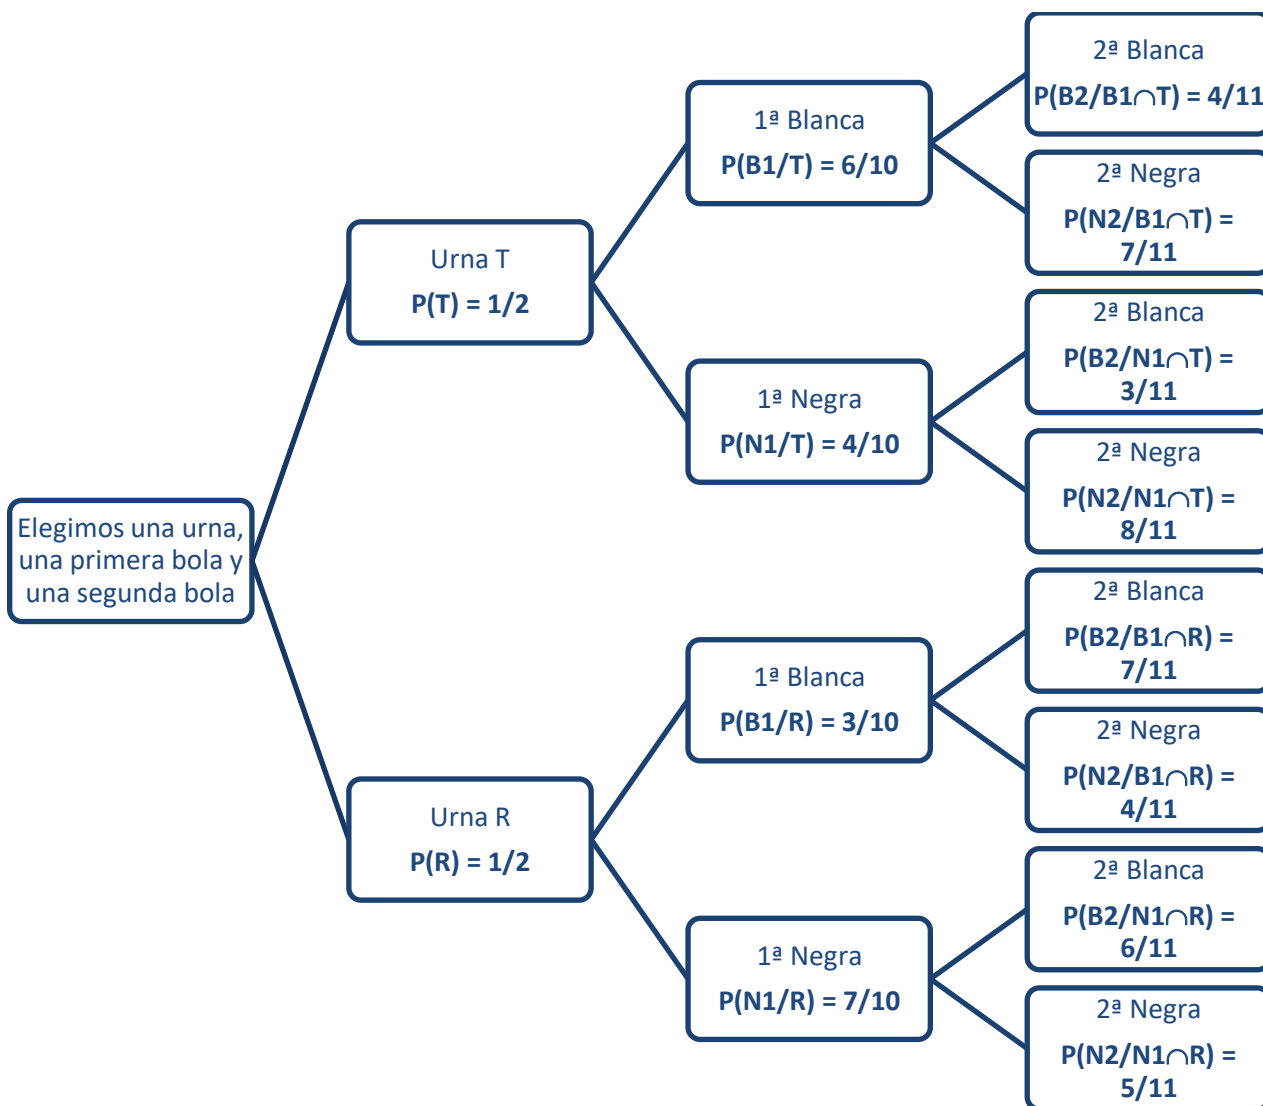 Elegimos una urna,
una primera bola y
una segunda bola
Urna T
P(T) = 1/2
1ª Blanca
P(B1/T) = 6/10
2ª Blanca
P(B2/B1∩T) = 4/11
2ª Negra
P(N2/B1∩T) =
7/11
1ª Negra
P(N1/T) = 4/10
2ª Blanca
P(B2/N1∩T) =
3/11
2ª Negra
P(N2/N1∩T) =
8/11
Urna R
P(R) = 1/2
1ª Blanca
P(B1/R) = 3/10
2ª Blanca
P(B2/B1∩R) =
7/11
2ª Negra
P(N2/B1∩R) =
4/11
1ª Negra
P(N1/R) = 7/10
2ª Blanca
P(B2/N1∩R) =
6/11
2ª Negra
P(N2/N1∩R) =
5/11